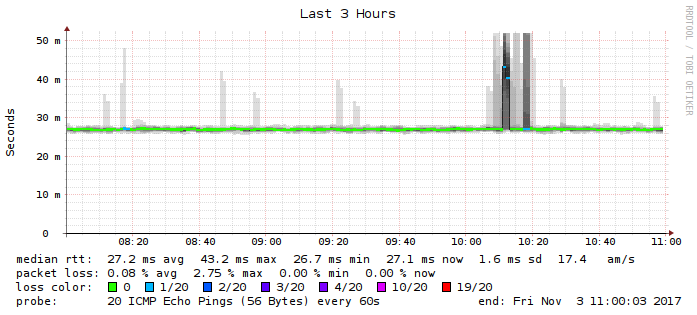 Last 3 Hours
RRDTOOL / TOBI OETIKER
Seconds
50 m
40 m
30 m
20 m
10 m
0
08:20 08:40 09:00 09:20 09:40 10:00 10:20 10:40 11:00
median rtt: 27.2 ms avg 43.2 ms max 26.7 ms min 27.1 ms now 1.6 ms sd 17.4 am/s
packet loss: 0.08 % avg 2.75 % max 0.00 % min 0.00 % now
loss color: 0 1/20 2/20 3/20 4/20 10/20 19/20
probe: 20 ICMP Echo Pings (56 Bytes) every 60s end: Fri Nov 3 11:00:03 2017